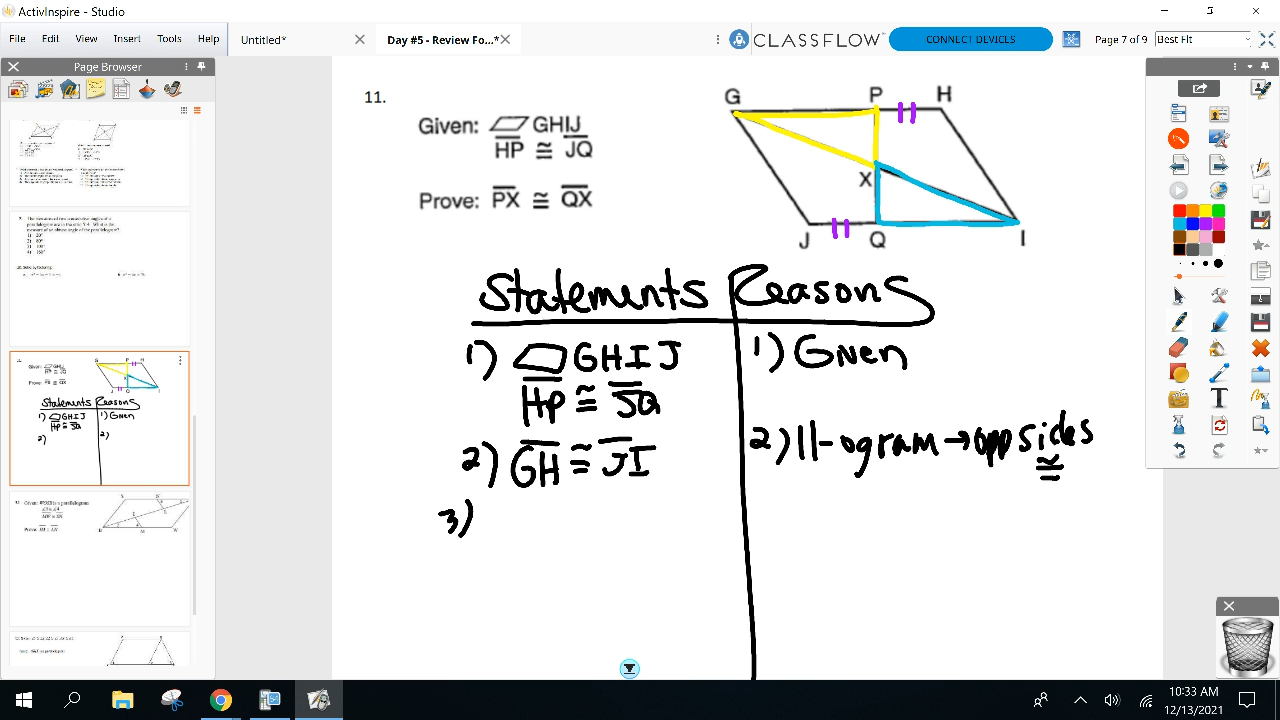 ActivInspire - Studio
File Edit View Insert Tools Help
Untitled*
Day #5 - Review Fo...*
CLASSFLOW
CONNECT DEVICES
Page 7 of 9
Best Fit
Page Browser
11.
Given: ▱ GHIJ
HP ≅ JQ
Prove: PX ≅ QX
G P H
X
J Q I
Statements Reasons
1) ▱ GHIJ 1) Given
HP ≅ JQ
2) GH ≅ JI 2) ||-ogram → opp sides ≅
3)
10:33 AM
12/13/2021